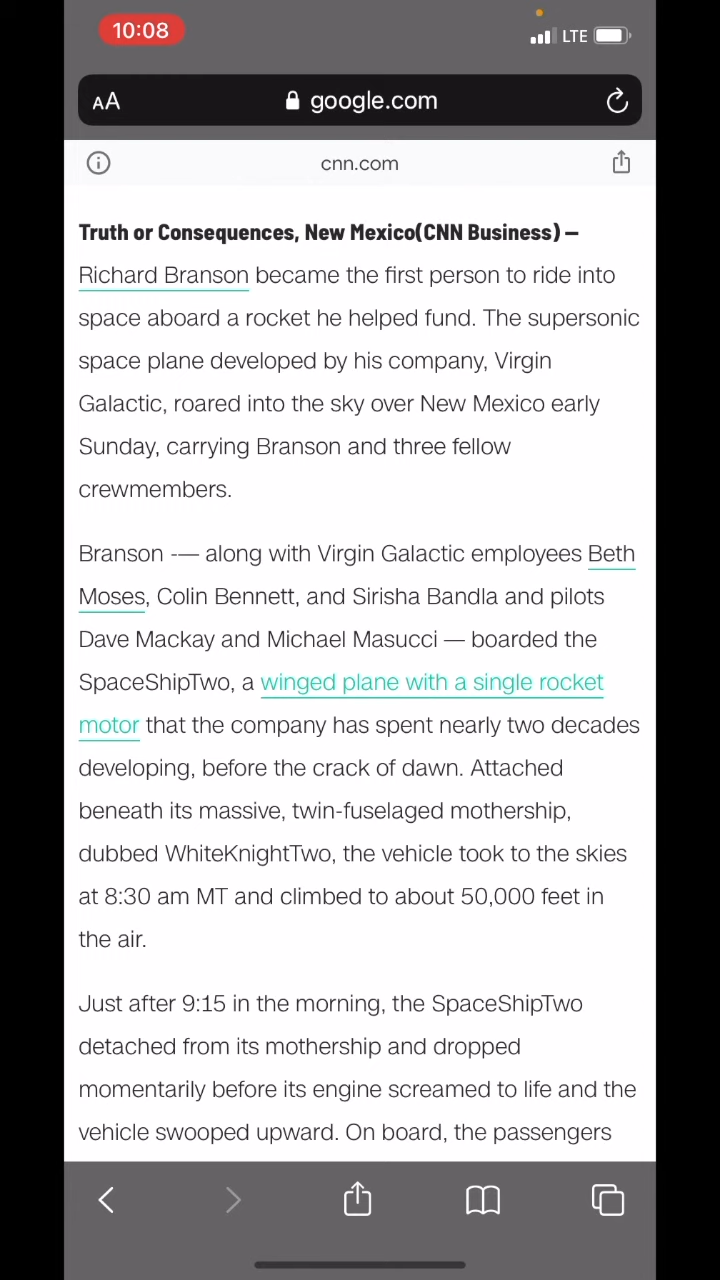 10:08
LTE
AA
google.com
cnn.com
Truth or Consequences, New Mexico(CNN Business) —
Richard Branson became the first person to ride into
space aboard a rocket he helped fund. The supersonic
space plane developed by his company, Virgin
Galactic, roared into the sky over New Mexico early
Sunday, carrying Branson and three fellow
crewmembers.
Branson -— along with Virgin Galactic employees Beth
Moses, Colin Bennett, and Sirisha Bandla and pilots
Dave Mackay and Michael Masucci — boarded the
SpaceShipTwo, a winged plane with a single rocket
motor that the company has spent nearly two decades
developing, before the crack of dawn. Attached
beneath its massive, twin-fuselaged mothership,
dubbed WhiteKnightTwo, the vehicle took to the skies
at 8:30 am MT and climbed to about 50,000 feet in
the air.
Just after 9:15 in the morning, the SpaceShipTwo
detached from its mothership and dropped
momentarily before its engine screamed to life and the
vehicle swooped upward. On board, the passengers